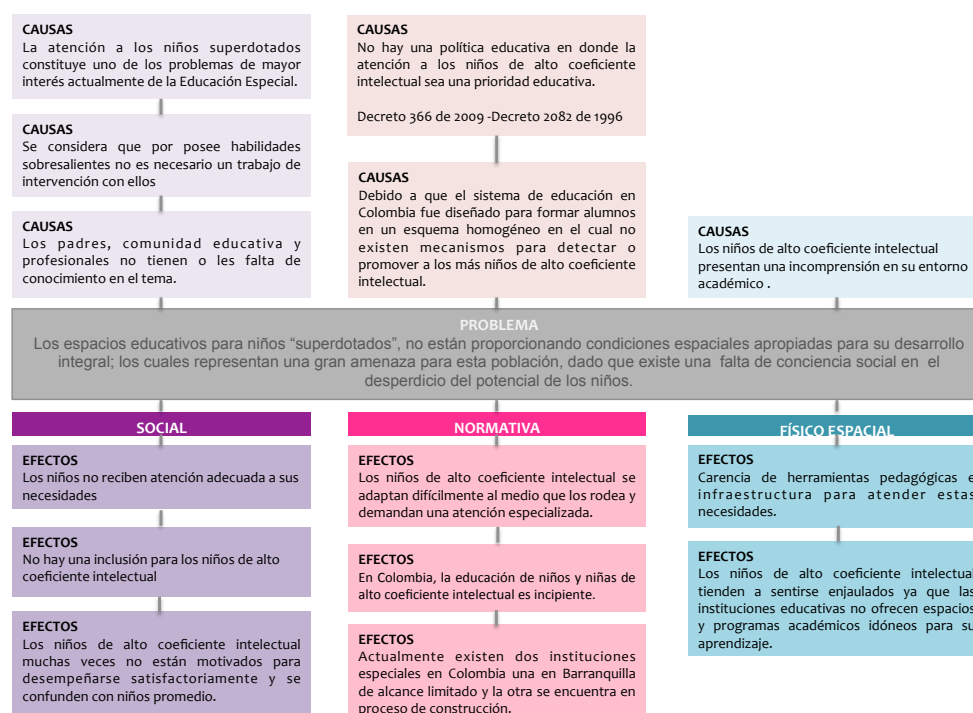 CAUSAS
La atención a los niños superdotados
constituye uno de los problemas de mayor
interés actualmente de la Educación Especial.
CAUSAS
Se considera que por posee habilidades
sobresalientes no es necesario un trabajo de
intervención con ellos
CAUSAS
Los padres, comunidad educativa y
profesionales no tienen o les falta de
conocimiento en el tema.
CAUSAS
No hay una política educativa en donde la
atención a los niños de alto coeficiente
intelectual sea una prioridad educativa.
Decreto 366 de 2009 -Decreto 2082 de 1996
CAUSAS
Debido a que el sistema de educación en
Colombia fue diseñado para formar alumnos
en un esquema homogéneo en el cual no
existen mecanismos para detectar o
promover a los más niños de alto coeficiente
intelectual.
CAUSAS
Los niños de alto coeficiente intelectual
presentan una incomprensión en su entorno
académico .
PROBLEMA
Los espacios educativos para niños “superdotados”, no están proporcionando condiciones espaciales apropiadas para su desarrollo
integral; los cuales representan una gran amenaza para esta población, dado que existe una falta de conciencia social en el
desperdicio del potencial de los niños.
SOCIAL
EFECTOS
Los niños no reciben atención adecuada a sus
necesidades
EFECTOS
No hay una inclusión para los niños de alto
coeficiente intelectual
EFECTOS
Los niños de alto coeficiente intelectual
muchas veces no están motivados para
desempeñarse satisfactoriamente y se
confunden con niños promedio.
NORMATIVA
EFECTOS
Los niños de alto coeficiente intelectual se
adaptan difícilmente al medio que los rodea y
demandan una atención especializada.
EFECTOS
En Colombia, la educación de niños y niñas de
alto coeficiente intelectual es incipiente.
EFECTOS
Actualmente existen dos instituciones
especiales en Colombia una en Barranquilla
de alcance limitado y la otra se encuentra en
proceso de construcción.
FÍSICO ESPACIAL
EFECTOS
Carencia de herramientas pedagógicas e
infraestructura para atender estas
necesidades.
EFECTOS
Los niños de alto coeficiente intelectual
tienden a sentirse enjaulados ya que las
instituciones educativas no ofrecen espacios
y programas académicos idóneos para su
aprendizaje.